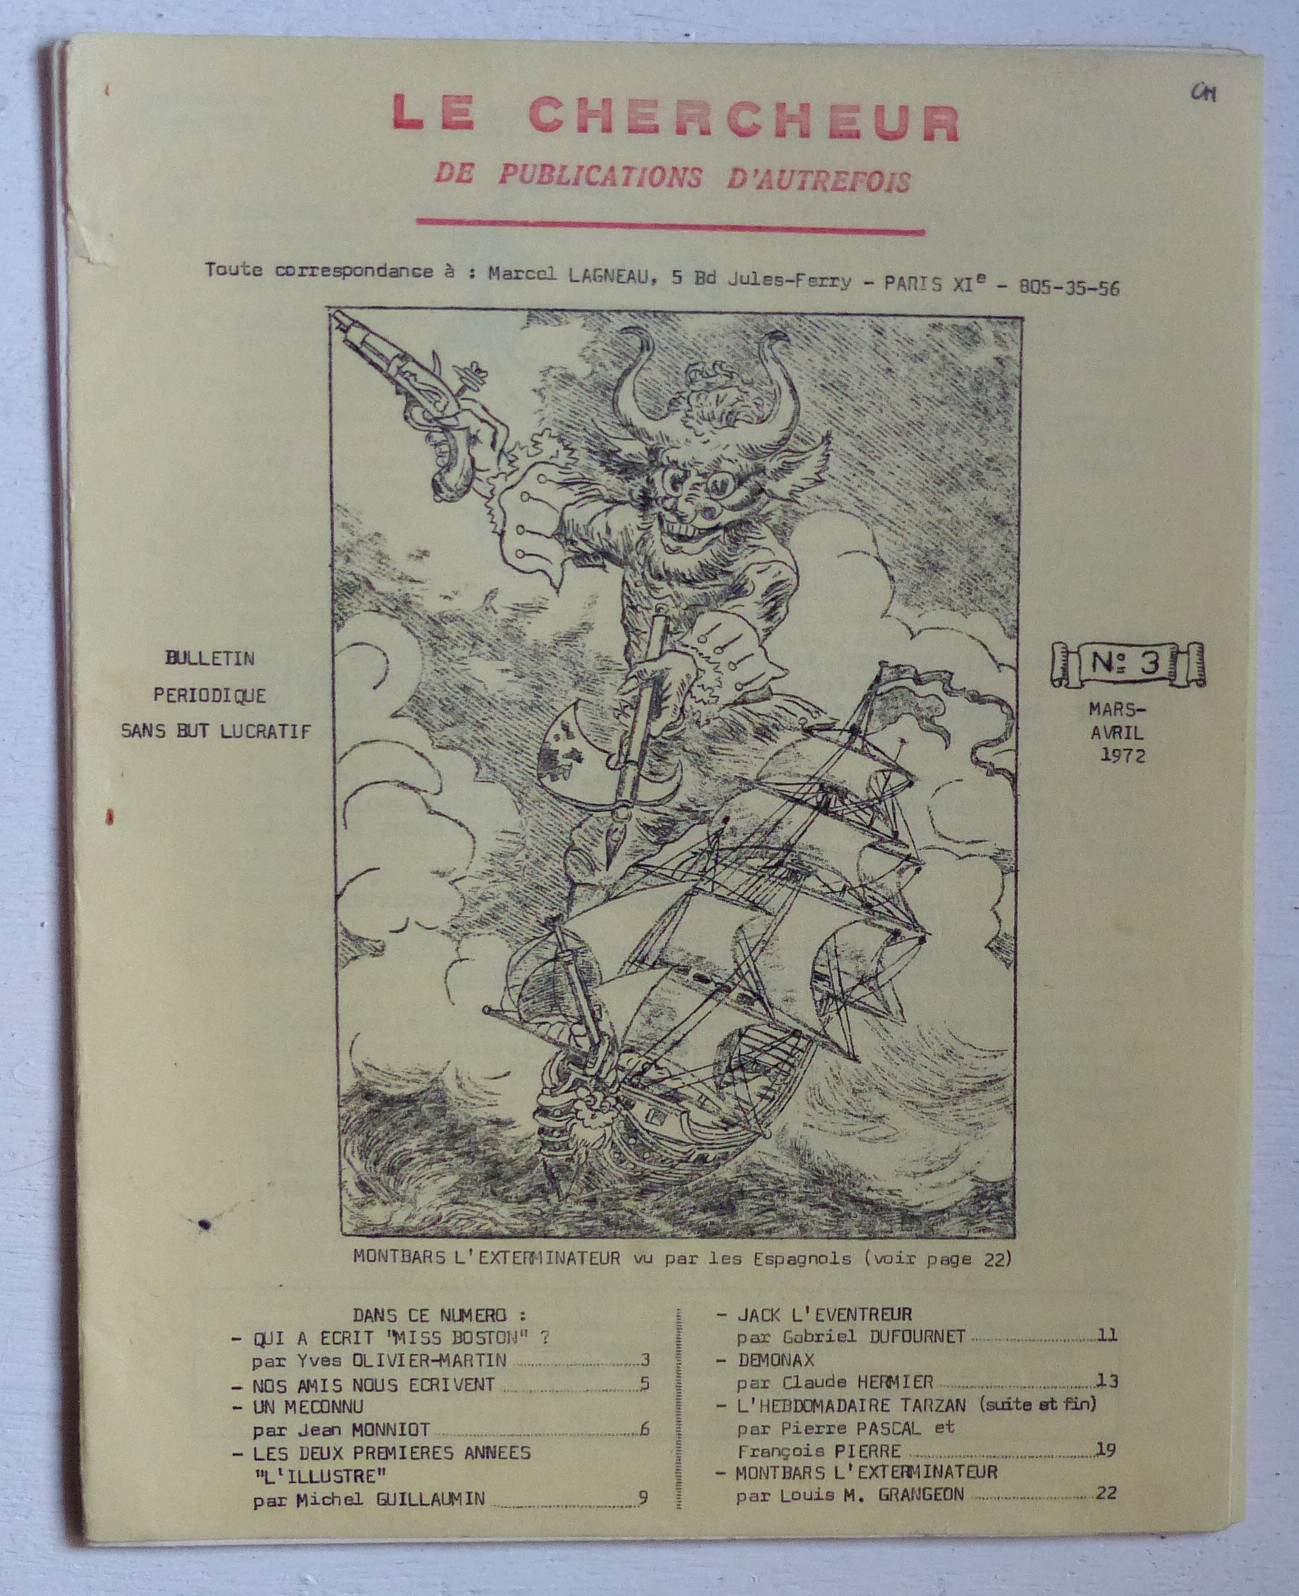 CM
LE CHERCHEUR
DE PUBLICATIONS D'AUTREFOIS
Toute correspondance à : Marcel LAGNEAU, 5 Bd Jules-Ferry - PARIS XIe - 805-35-56
BULLETIN
PERIODIQUE
SANS BUT LUCRATIF
No 3
MARS-
AVRIL
1972
MONTBARS L'EXTERMINATEUR vu par les Espagnols (voir page 22)
DANS CE NUMERO :
- QUI A ECRIT "MISS BOSTON" ?
par Yves OLIVIER-MARTIN 3
- NOS AMIS NOUS ECRIVENT 5
- UN MECONNU
par Jean MONNIOT 6
- LES DEUX PREMIERES ANNEES
"L'ILLUSTRE"
par Michel GUILLAUMIN 9
- JACK L'EVENTREUR
par Gabriel DUFOURNET 11
- DEMONAX
par Claude HERMIER 13
- L'HEBDOMADAIRE TARZAN (suite et fin)
par Pierre PASCAL et
François PIERRE 19
- MONTBARS L'EXTERMINATEUR
par Louis M. GRANGEON 22